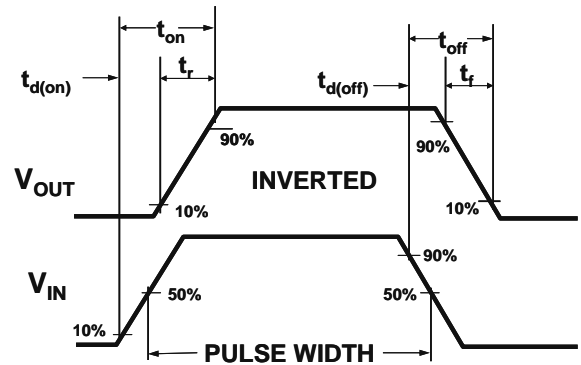 ton toff
td(on) tr td(off) tf
90% 90%
VOUT INVERTED
10% 10%
90%
VIN 50% 50%
10%
PULSE WIDTH